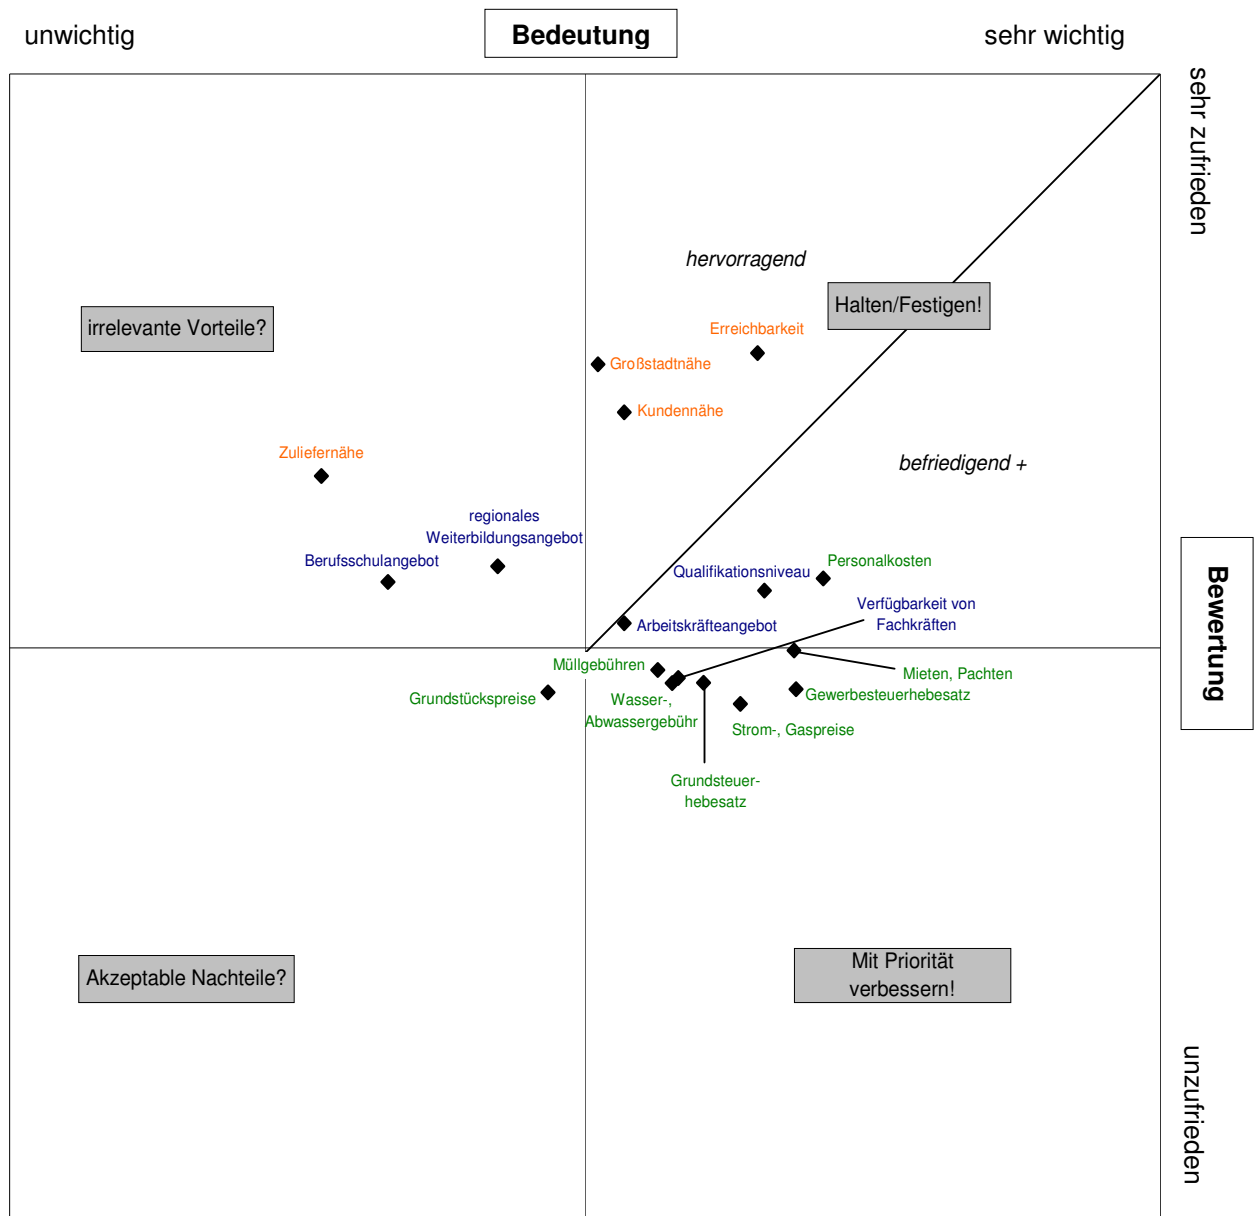 unwichtig
Bedeutung
sehr wichtig
sehr zufrieden
hervorragend
Halten/Festigen!
irrelevante Vorteile?
Erreichbarkeit
Großstadtnähe
Kundennähe
Zuliefernähe
befriedigend +
regionales
Weiterbildungsangebot
Berufsschulangebot
Personalkosten
Qualifikationsniveau
Verfügbarkeit von
Fachkräften
Arbeitskräfteangebot
Bewertung
Müllgebühren
Mieten, Pachten
Grundstückspreise
Wasser-,
Abwassergebühr
Gewerbesteuerhebesatz
Strom-, Gaspreise
Grundsteuer-
hebesatz
Akzeptable Nachteile?
Mit Priorität
verbessern!
unzufrieden